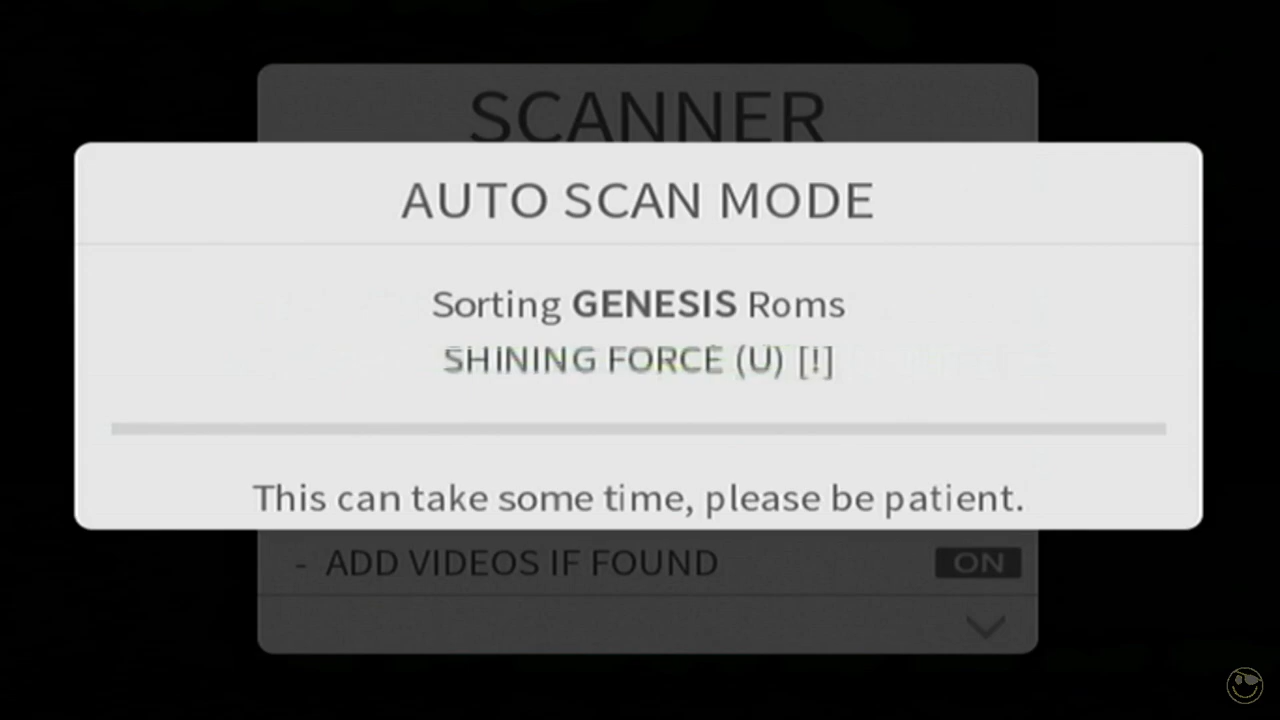 SCANNER
AUTO SCAN MODE
Sorting GENESIS Roms
SHINING FORCE (U) [!]
This can take some time, please be patient.
- ADD VIDEOS IF FOUND ON